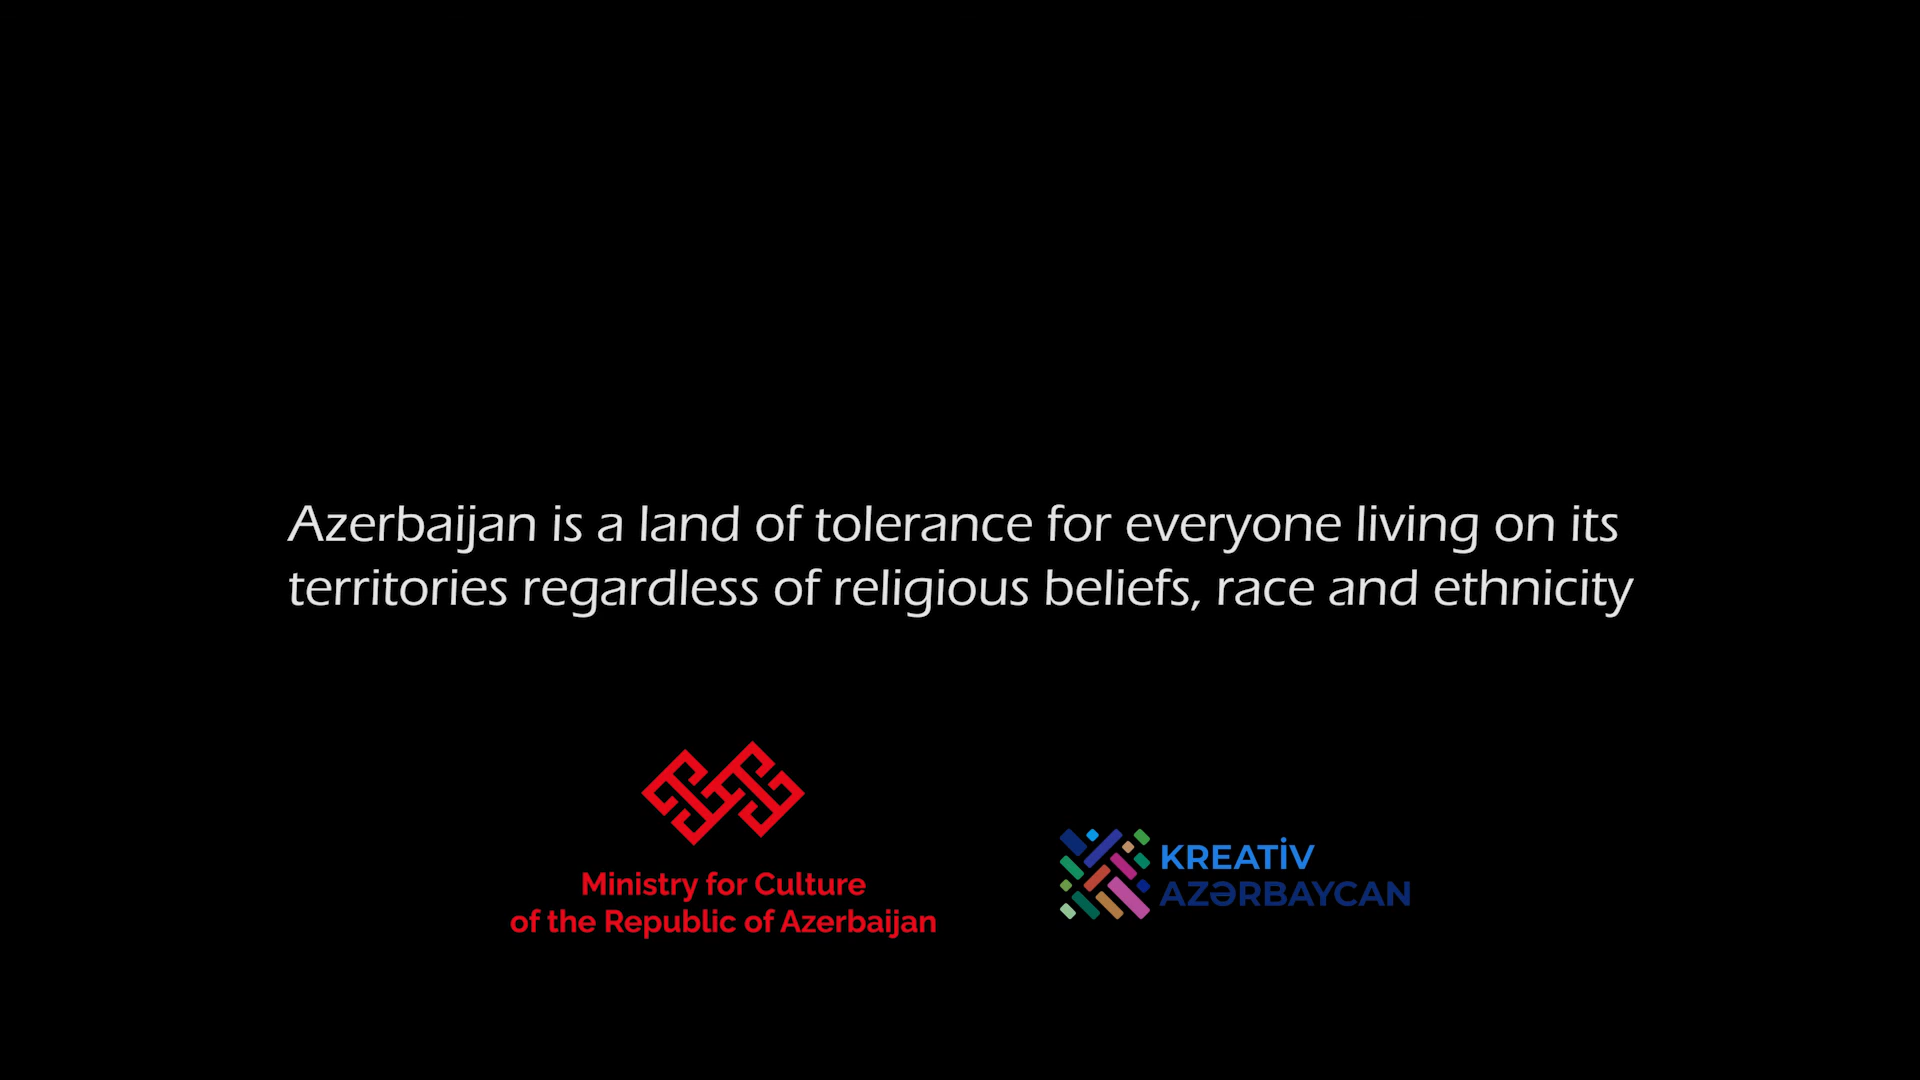 Azerbaijan is a land of tolerance for everyone living on its
territories regardless of religious beliefs, race and ethnicity
Ministry for Culture
of the Republic of Azerbaijan
KREATİV
AZƏRBAYCAN